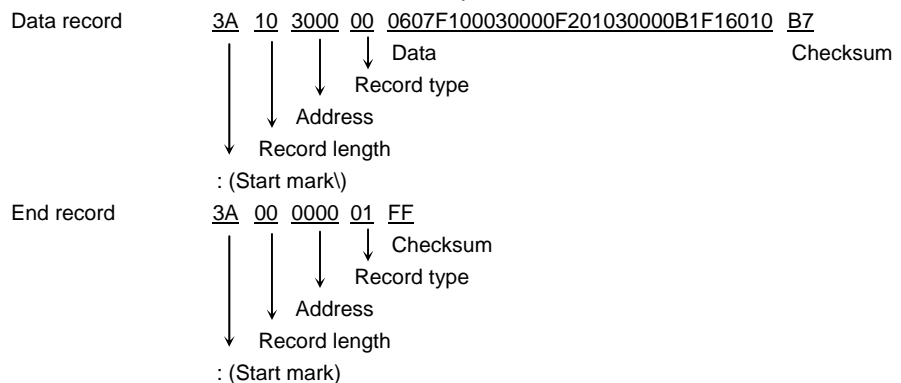 Data record 3A 10 3000 00 0607F100030000F201030000B1F16010 B7
Data Checksum
Record type
Address
Record length
: (Start mark\)
End record 3A 00 0000 01 FF
Checksum
Record type
Address
Record length
: (Start mark)